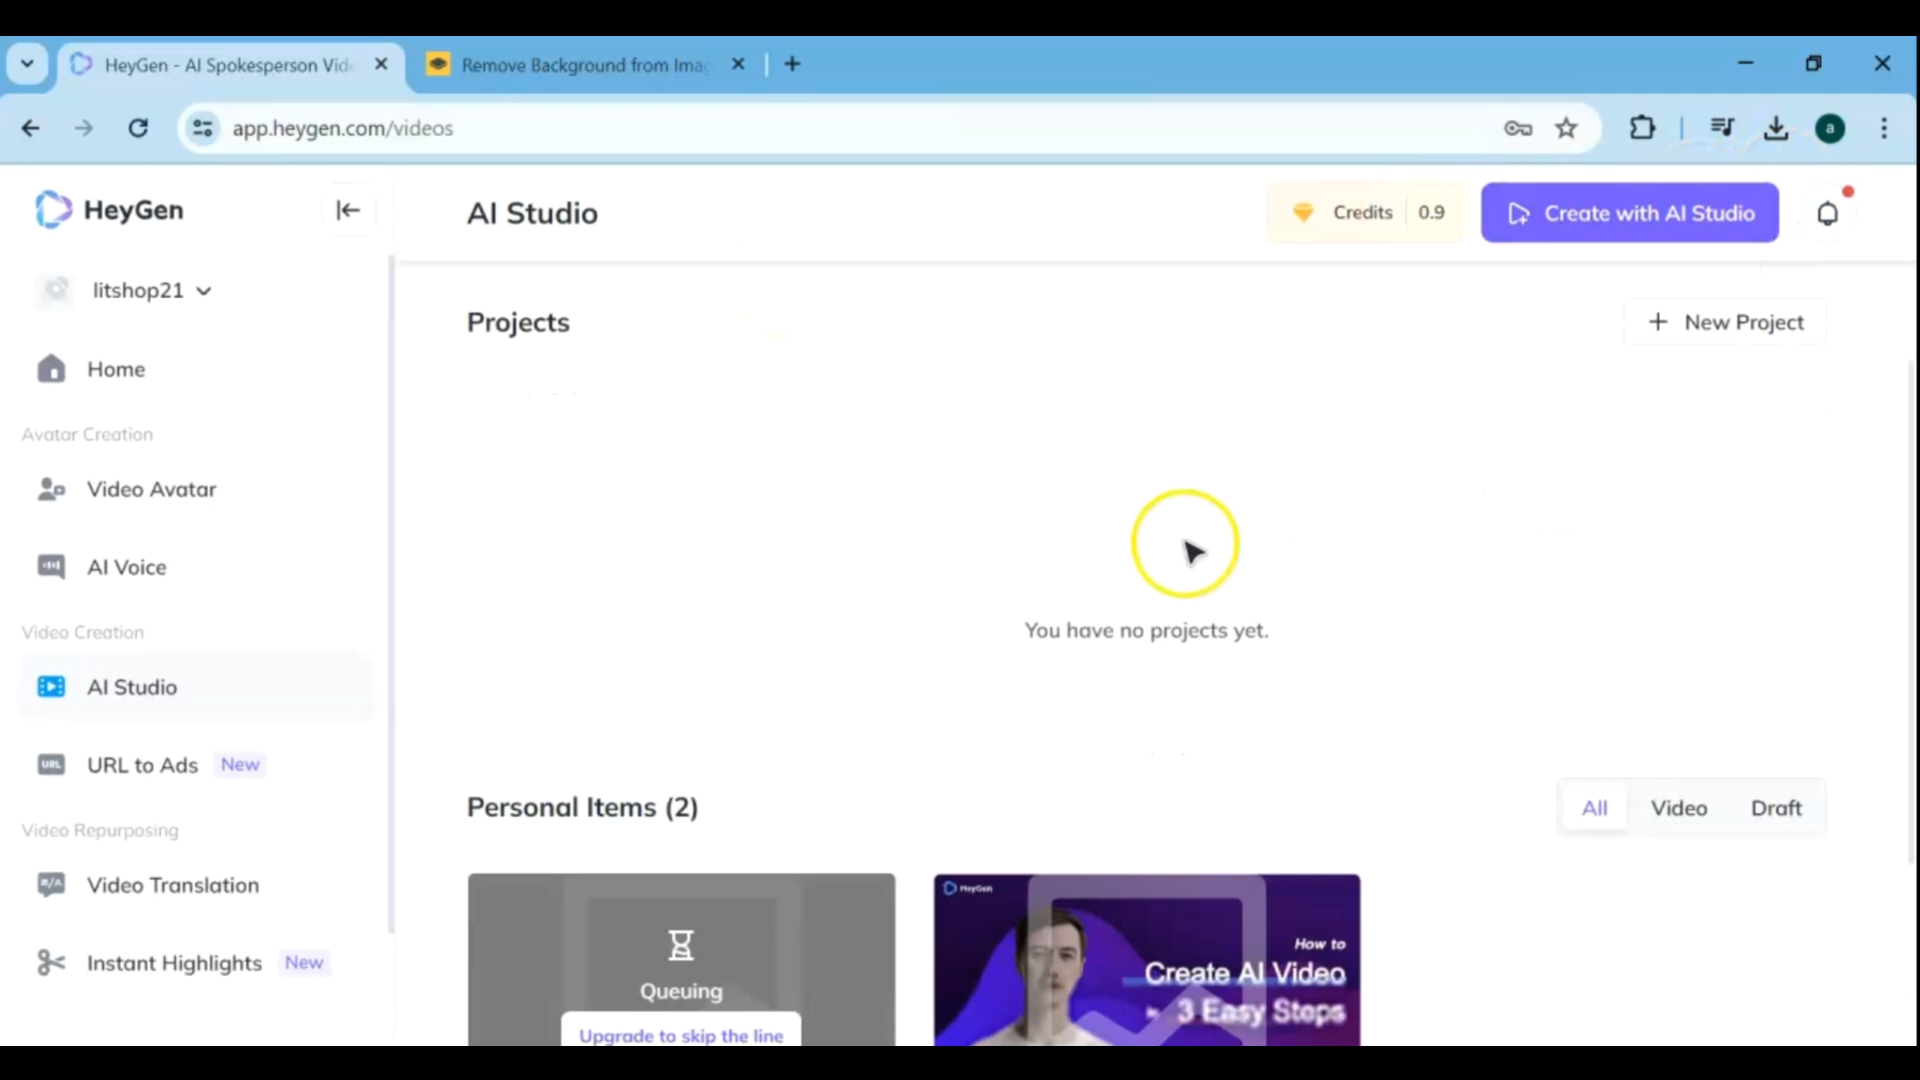 HeyGen - AI Spokesperson Vid
Remove Background from Ima
app.heygen.com/videos
a
HeyGen
AI Studio
Credits 0.9
Create with AI Studio
litshop21
Projects
New Project
Home
Avatar Creation
Video Avatar
AI Voice
You have no projects yet.
Video Creation
AI Studio
URL
URL to Ads New
Personal Items (2)
All Video Draft
Video Repurposing
Video Translation
Instant Highlights New
Queuing
Upgrade to skip the line
HeyGen
How to
Create AI Video
3 Easy Steps